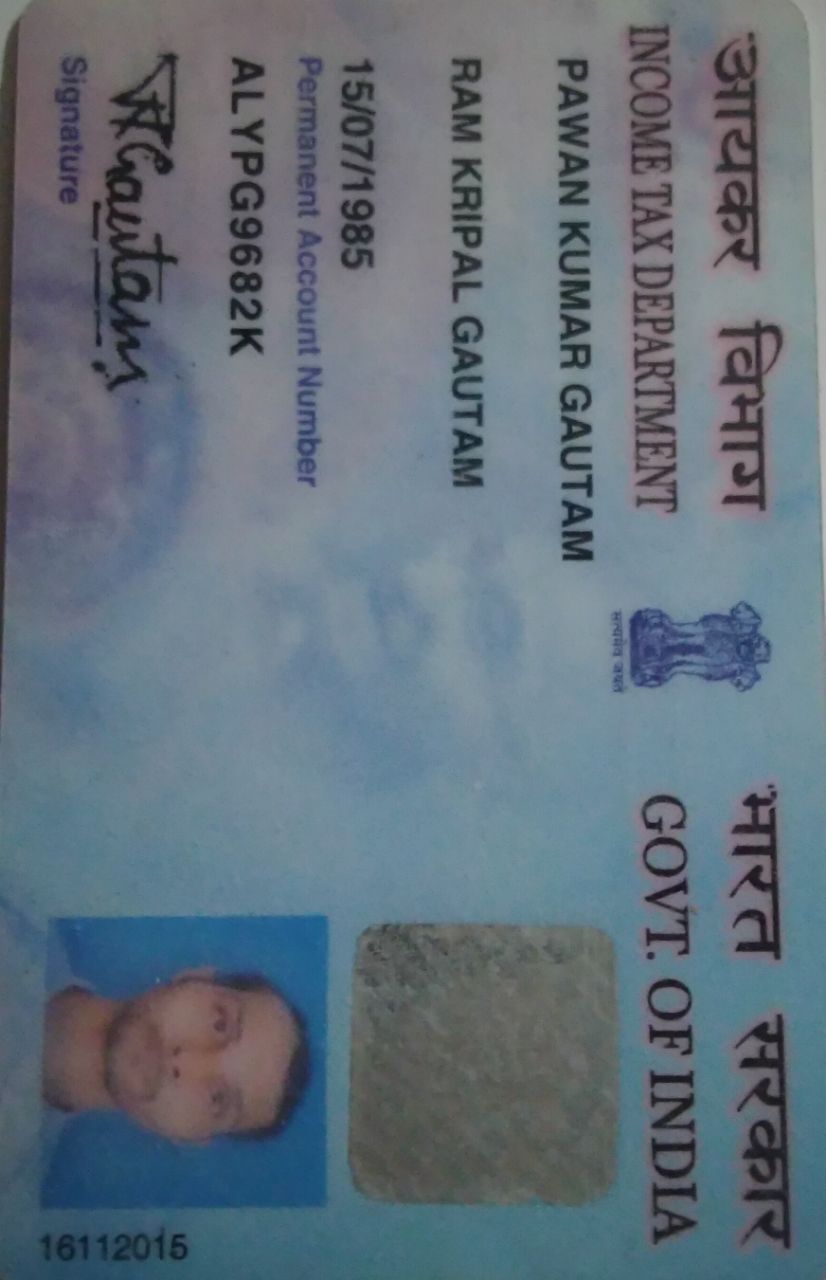 आयकर विभाग
INCOME TAX DEPARTMENT
सत्यमेव जयते
भारत सरकार
GOVT. OF INDIA
PAWAN KUMAR GAUTAM
RAM KRIPAL GAUTAM
15/07/1985
Permanent Account Number
ALYPG9682K
Gautam
Signature
16112015